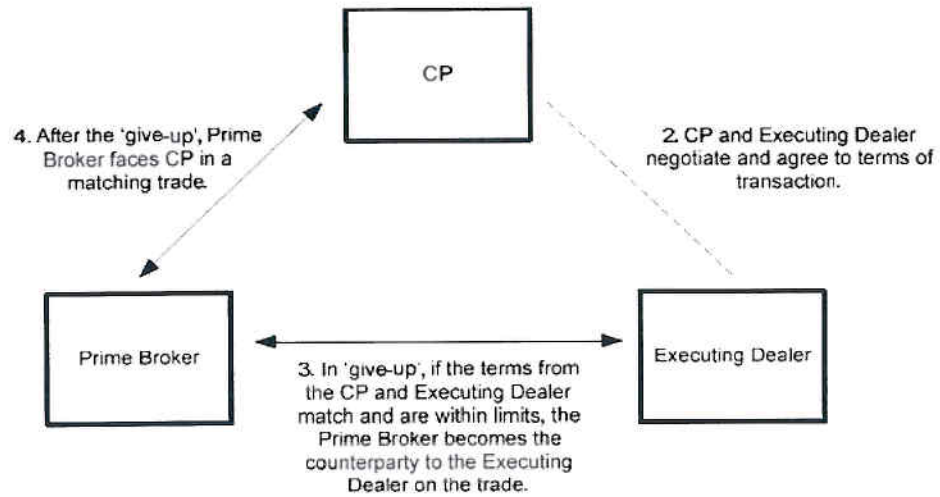 CP
4. After the 'give-up', Prime
Broker faces CP in a
matching trade.
2. CP and Executing Dealer
negotiate and agree to terms of
transaction.
Prime Broker
Executing Dealer
3. In 'give-up', if the terms from
the CP and Executing Dealer
match and are within limits, the
Prime Broker becomes the
counterparty to the Executing
Dealer on the trade.